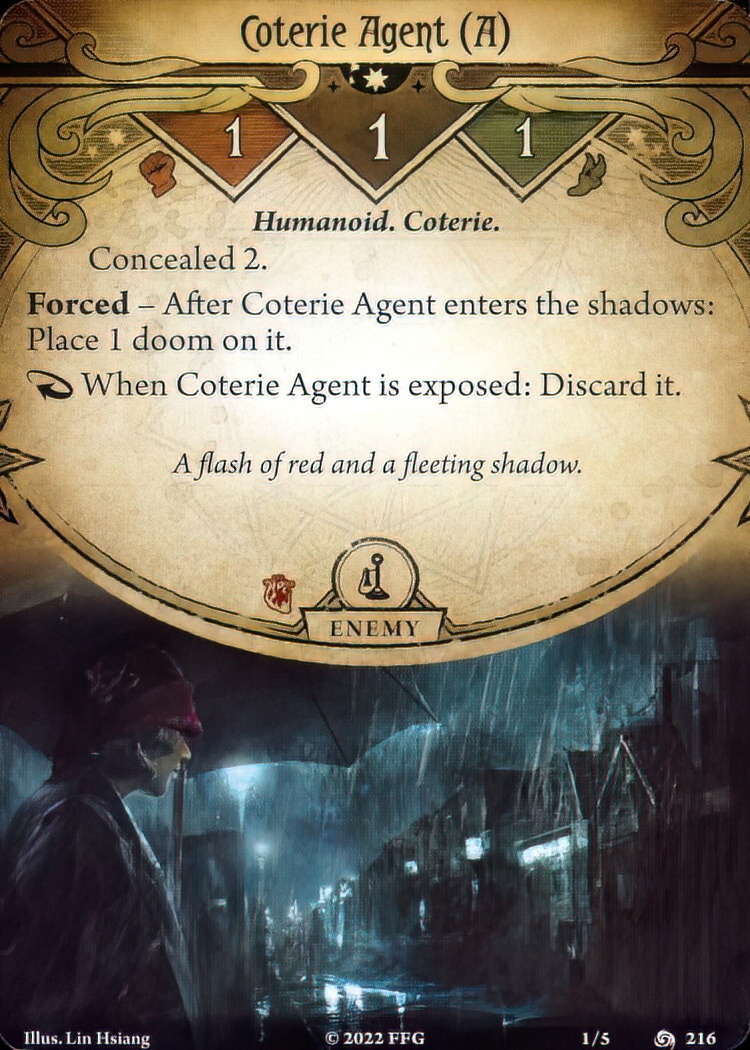 Coterie Agent (A)
1 1 1
Humanoid. Coterie.
Concealed 2.
Forced – After Coterie Agent enters the shadows:
Place 1 doom on it.
When Coterie Agent is exposed: Discard it.
A flash of red and a fleeting shadow.
ENEMY
Illus. Lin Hsiang © 2022 FFG 1/5 216